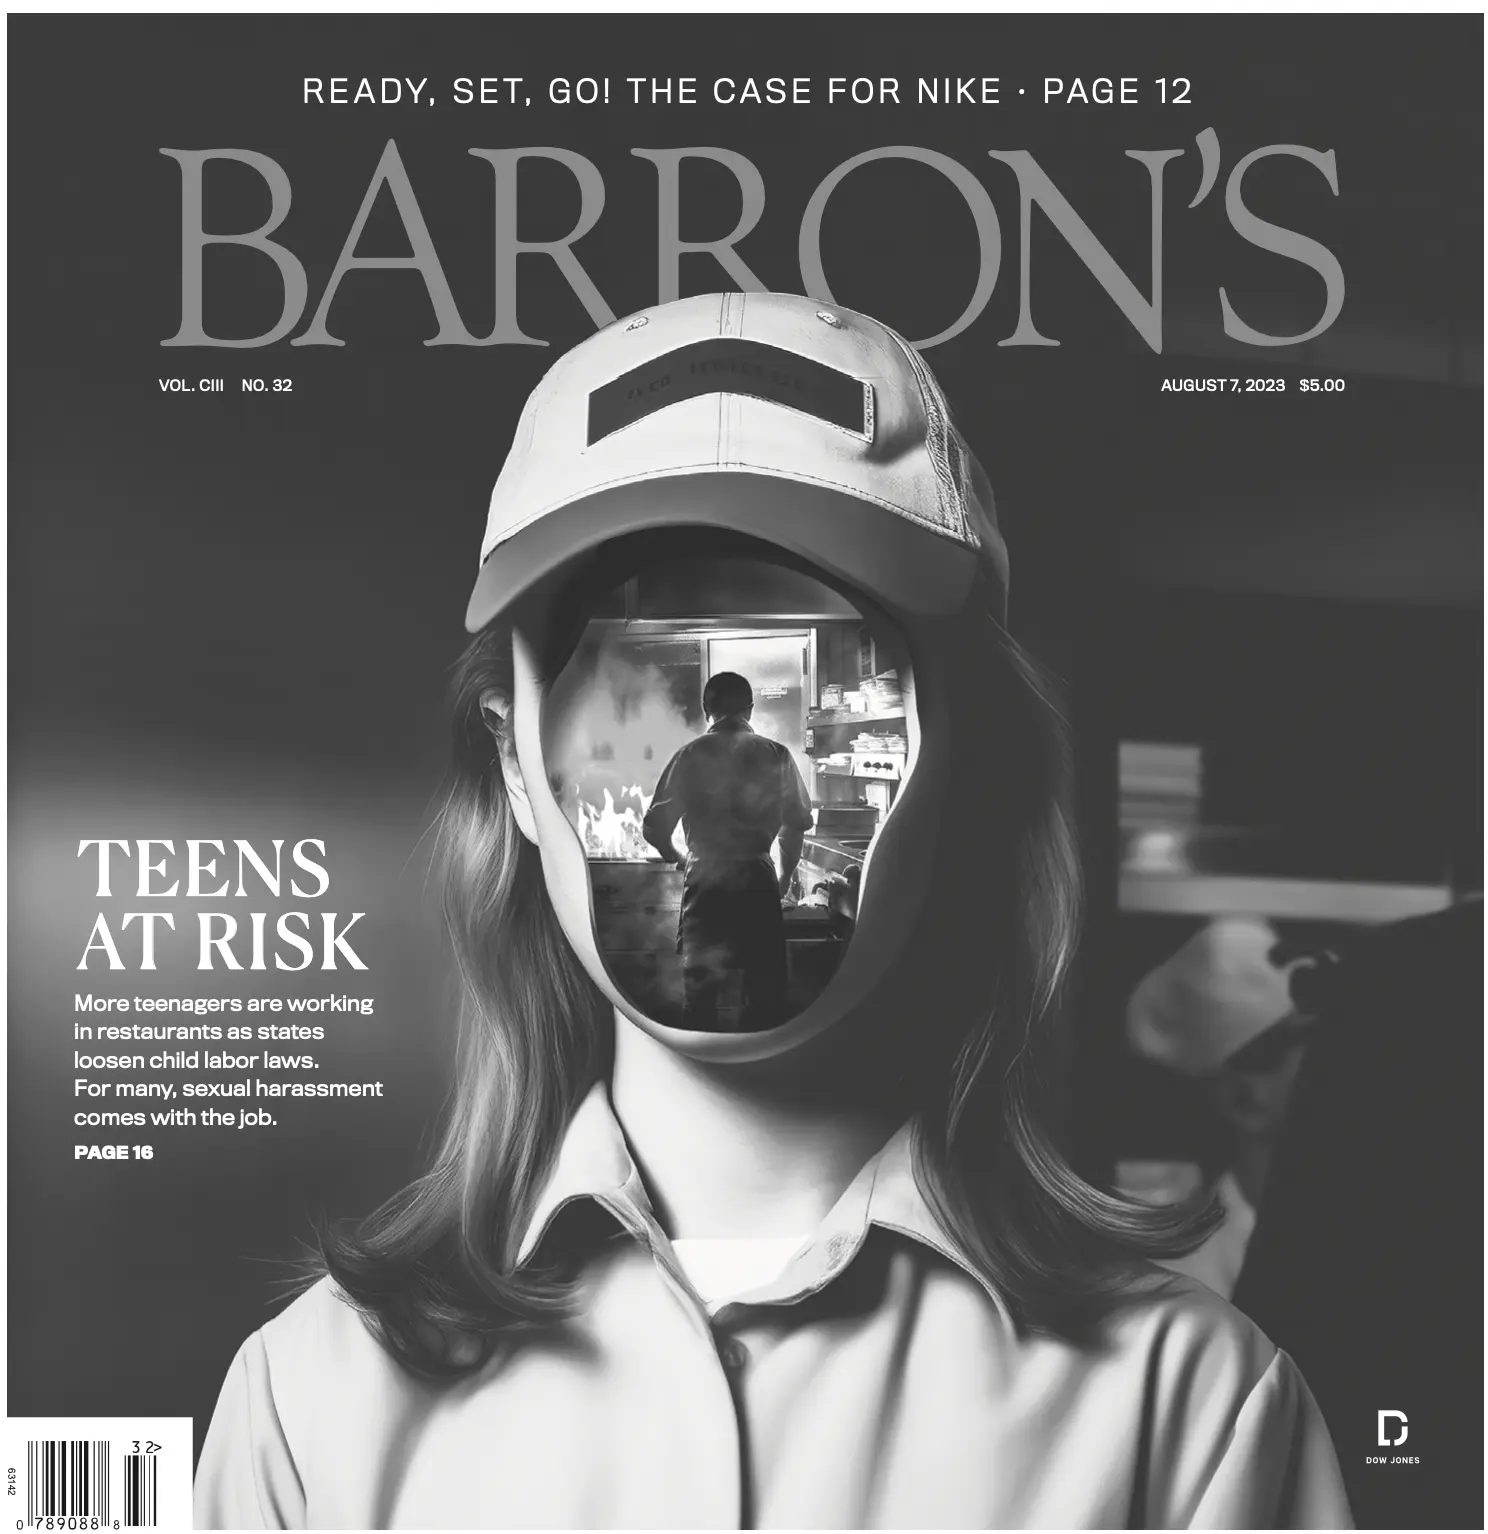 READY, SET, GO! THE CASE FOR NIKE · PAGE 12
BARRON'S
VOL. CIII NO. 32
AUGUST 7, 2023 $5.00
TEENS
AT RISK
More teenagers are working
in restaurants as states
loosen child labor laws.
For many, sexual harassment
comes with the job.
PAGE 16
32>
63142
0 789088 8
D
DOW JONES